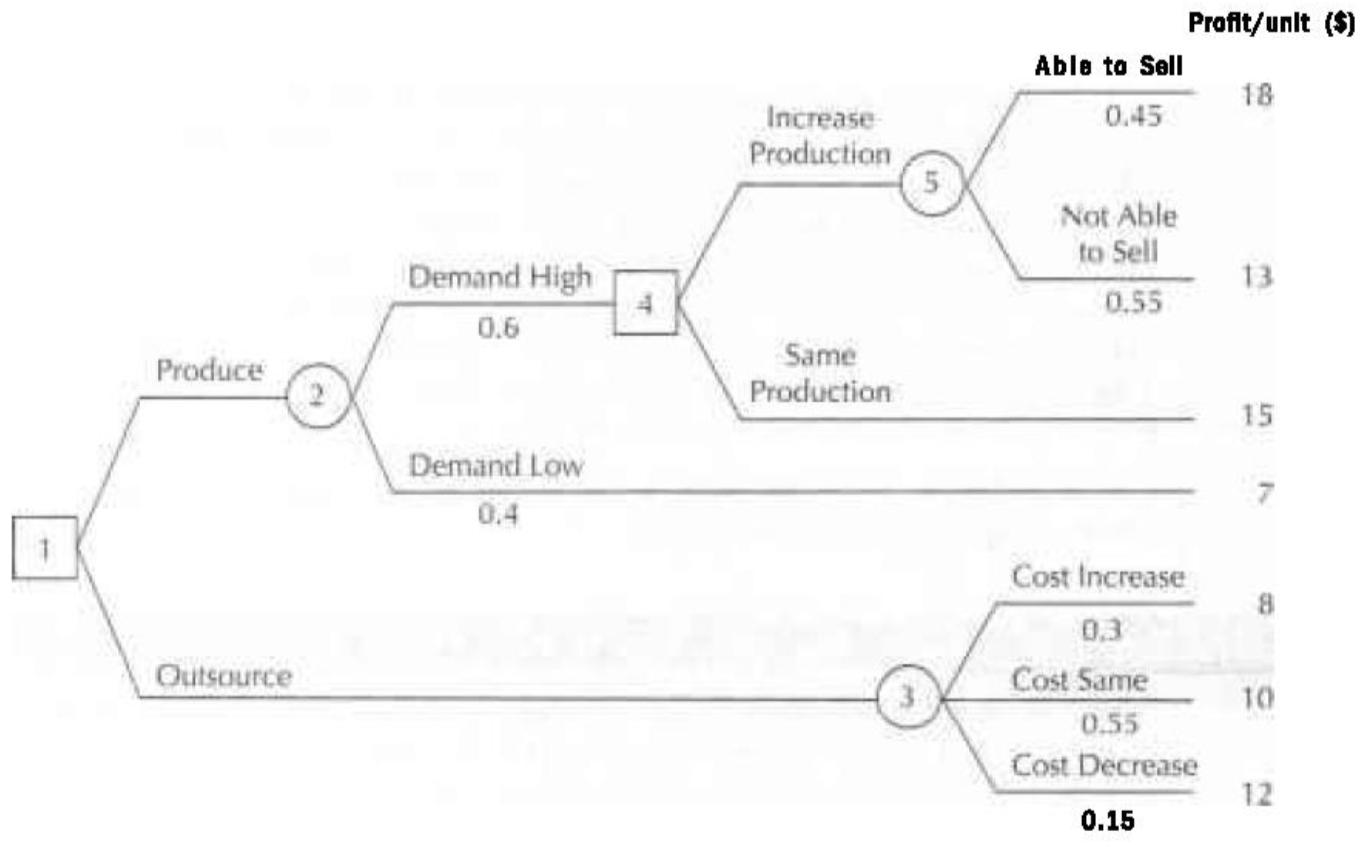 Profit/unit ($)
Able to Sell
18
0.45
Increase
Production
5
Not Able
to Sell
13
0.55
Demand High
4
0.6
Same
Production
15
Produce
2
Demand Low
7
0.4
1
Cost Increase
8
0.3
Outsource
3
Cost Same
10
0.55
Cost Decrease
12
0.15